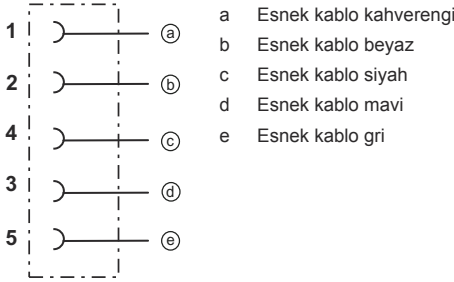 1 a
2 b
4 c
3 d
5 e
a Esnek kablo kahverengi
b Esnek kablo beyaz
c Esnek kablo siyah
d Esnek kablo mavi
e Esnek kablo gri